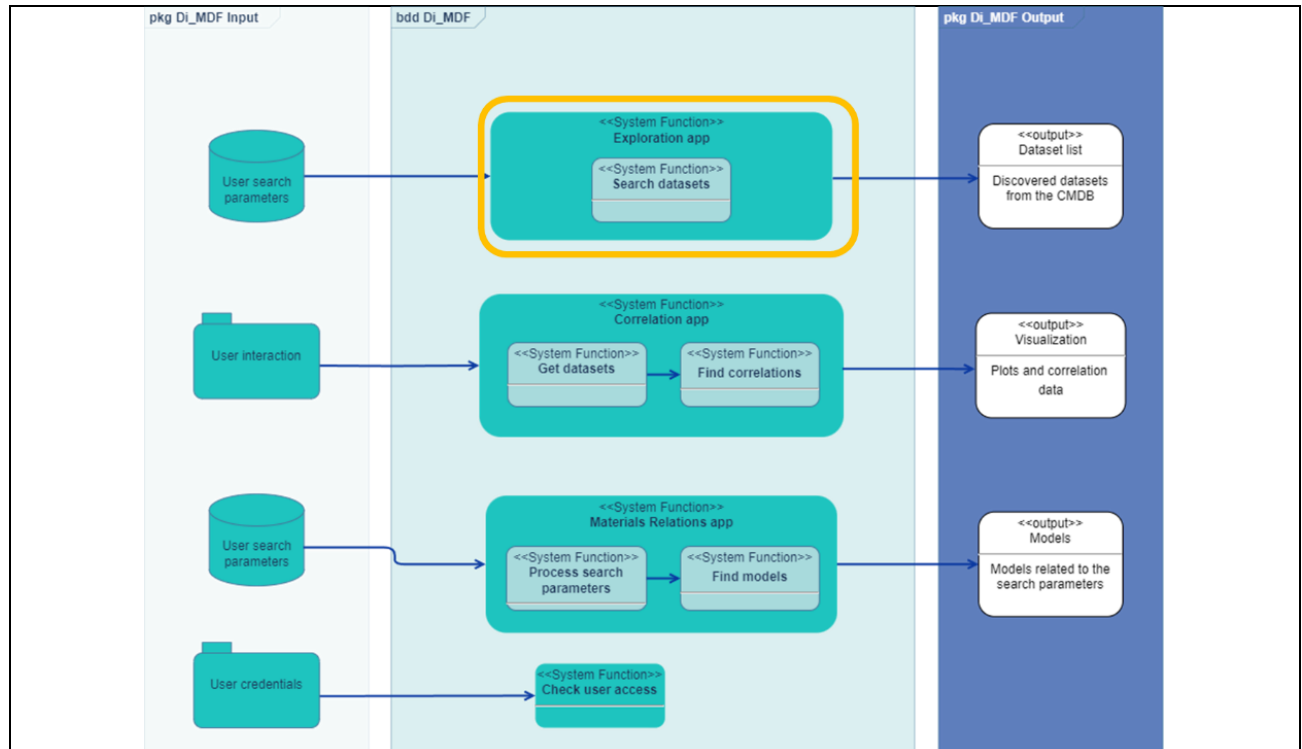 pkg Di_MDF Input
bdd Di_MDF
pkg Di_MDF Output
User search
parameters
<<System Function>>
Exploration app
<<System Function>>
Search datasets
<<output>>
Dataset list
Discovered datasets
from the CMDB
User interaction
<<System Function>>
Correlation app
<<System Function>>
Get datasets
<<System Function>>
Find correlations
<<output>>
Visualization
Plots and correlation
data
User search
parameters
<<System Function>>
Materials Relations app
<<System Function>>
Process search
parameters
<<System Function>>
Find models
<<output>>
Models
Models related to the
search parameters
User credentials
<<System Function>>
Check user access